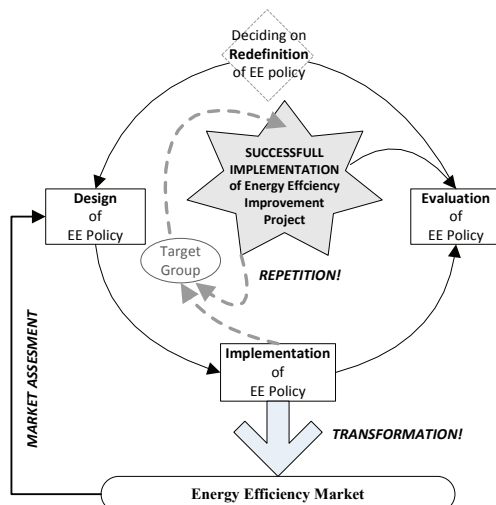 Deciding on
Redefinition
of EE policy
SUCCESSFULL
IMPLEMENTATION
of Energy Effciency
Improvement
Project
Design
of
EE Policy
Evaluation
of
EE Policy
Target
Group
REPETITION!
MARKET ASSESMENT
Implementation
of
EE Policy
TRANSFORMATION!
Energy Efficiency Market